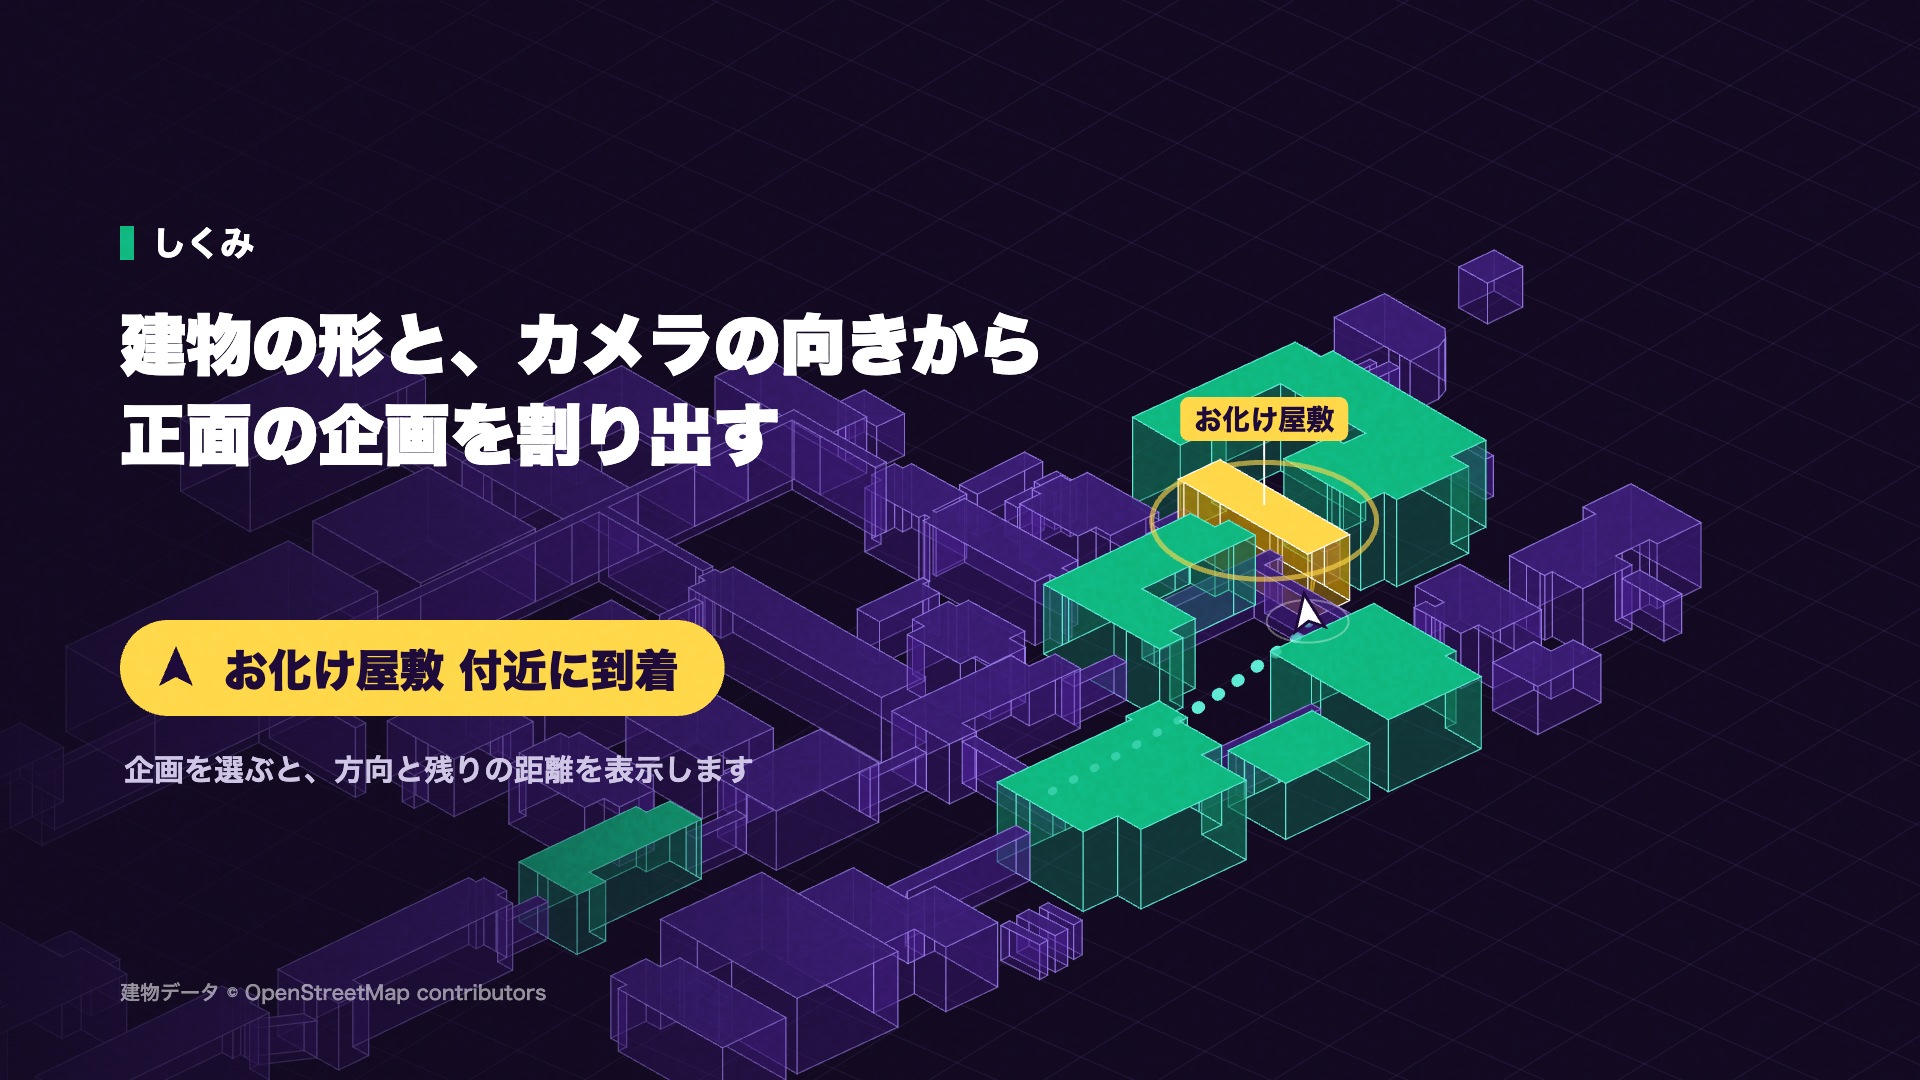 しくみ
建物の形と、カメラの向きから
正面の企画を割り出す
お化け屋敷
お化け屋敷 付近に到着
企画を選ぶと、方向と残りの距離を表示します
建物データ © OpenStreetMap contributors